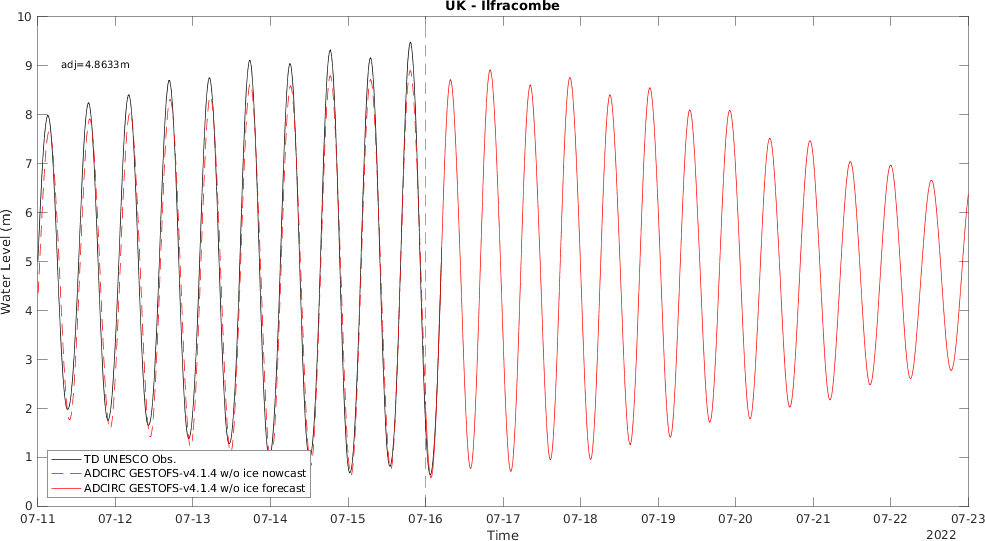 UK - Ilfracombe
adj=4.8633m
10
9
8
7
6
5
4
3
2
1
0
Water Level (m)
TD UNESCO Obs.
ADCIRC GESTOFS-v4.1.4 w/o ice nowcast
ADCIRC GESTOFS-v4.1.4 w/o ice forecast
07-11 07-12 07-13 07-14 07-15 07-16 07-17 07-18 07-19 07-20 07-21 07-22 07-23
Time
2022